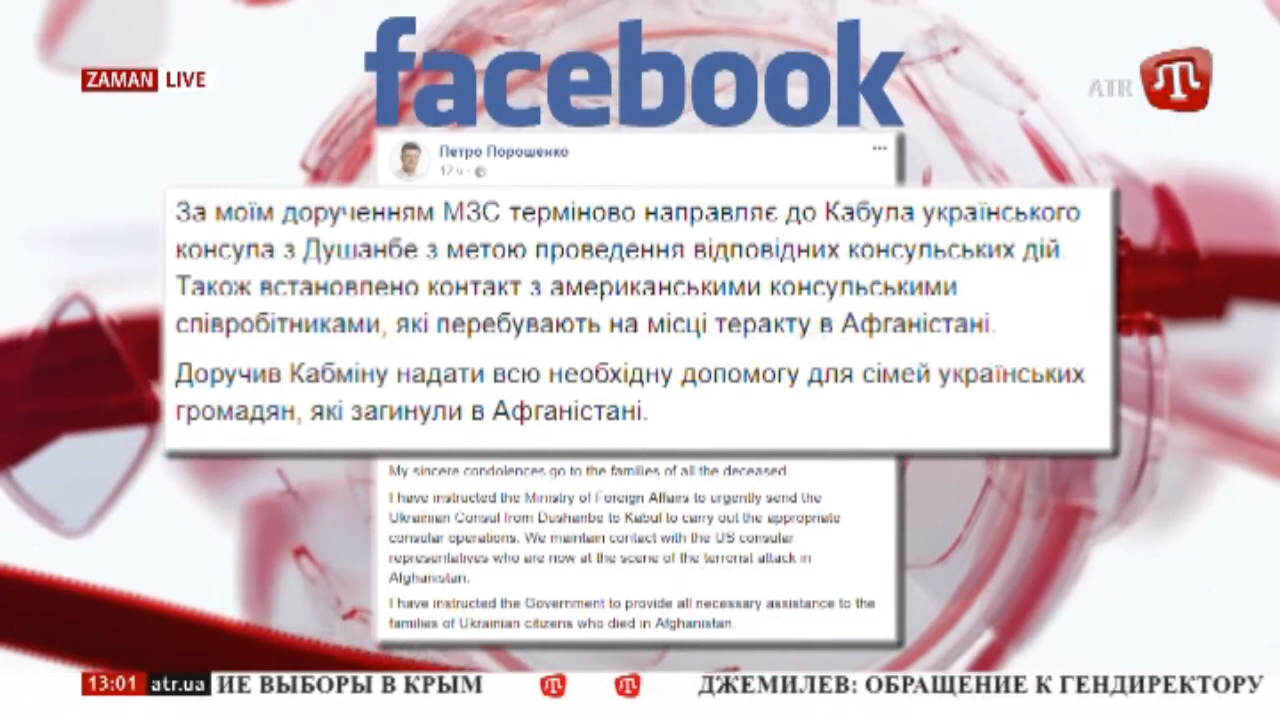 facebook
ZAMAN LIVE
ATR
Петро Порошенко
12 ч ·
За моїм дорученням МЗС терміново направляє до Кабула українського
консула з Душанбе з метою проведення відповідних консульських дій.
Також встановлено контакт з американськими консульськими
співробітниками, які перебувають на місці теракту в Афганістані.
Доручив Кабміну надати всю необхідну допомогу для сімей українських
громадян, які загинули в Афганістані.
My sincere condolences go to the families of all the deceased
I have instructed the Ministry of Foreign Affairs to urgently send the
Ukrainian Consul from Dushanbe to Kabul to carry out the appropriate
consular operations. We maintain contact with the US consular
representatives who are now at the scene of the terrorist attack in
Afghanistan.
I have instructed the Government to provide all necessary assistance to the
families of Ukrainian citizens who died in Afghanistan.
13:01 atr.ua ИЕ ВЫБОРЫ В КРЫМ ДЖЕМИЛЕВ: ОБРАЩЕНИЕ К ГЕНДИРЕКТОРУ